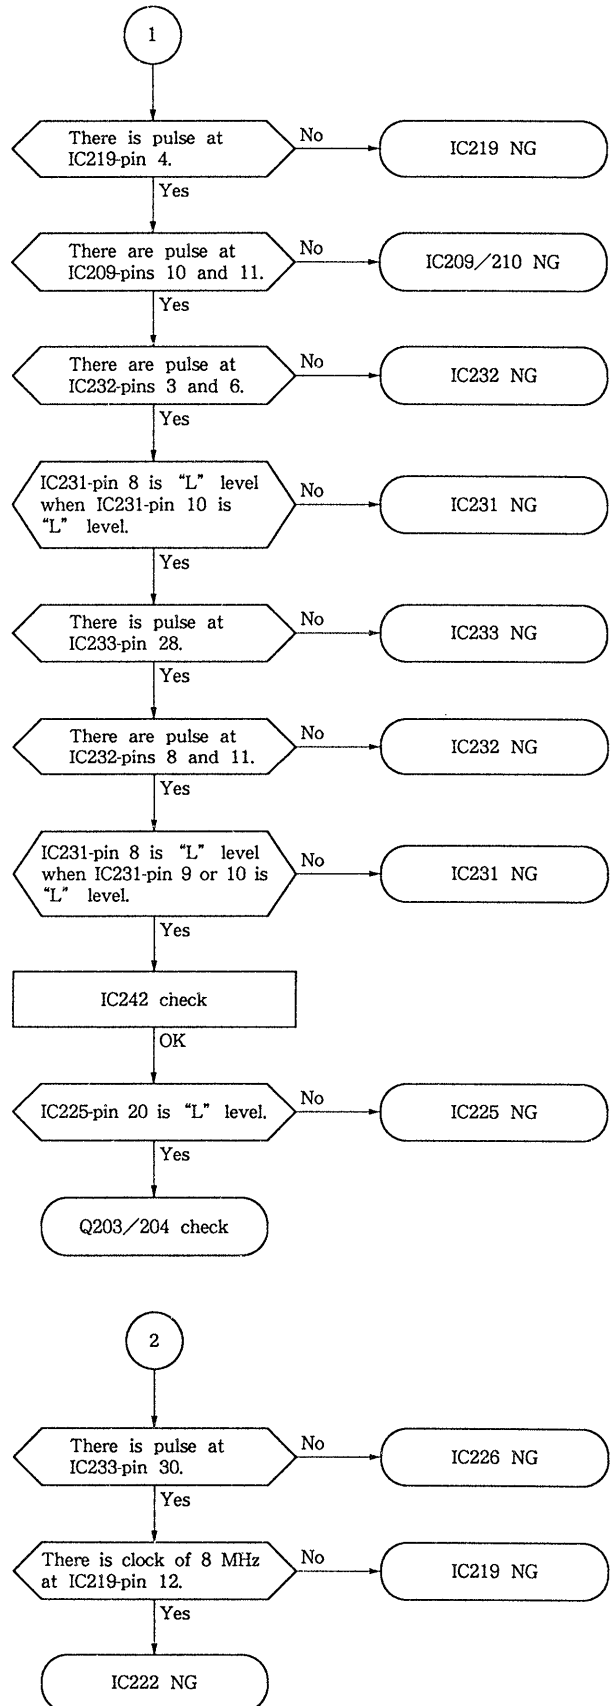 1
There is pulse at
IC219-pin 4.
No
IC219 NG
Yes
There are pulse at
IC209-pins 10 and 11.
No
IC209/210 NG
Yes
There are pulse at
IC232-pins 3 and 6.
No
IC232 NG
Yes
IC231-pin 8 is “L” level
when IC231-pin 10 is
“L” level.
No
IC231 NG
Yes
There is pulse at
IC233-pin 28.
No
IC233 NG
Yes
There are pulse at
IC232-pins 8 and 11.
No
IC232 NG
Yes
IC231-pin 8 is “L” level
when IC231-pin 9 or 10 is
“L” level.
No
IC231 NG
Yes
IC242 check
OK
IC225-pin 20 is “L” level.
No
IC225 NG
Yes
Q203/204 check
2
There is pulse at
IC233-pin 30.
No
IC226 NG
Yes
There is clock of 8 MHz
at IC219-pin 12.
No
IC219 NG
Yes
IC222 NG